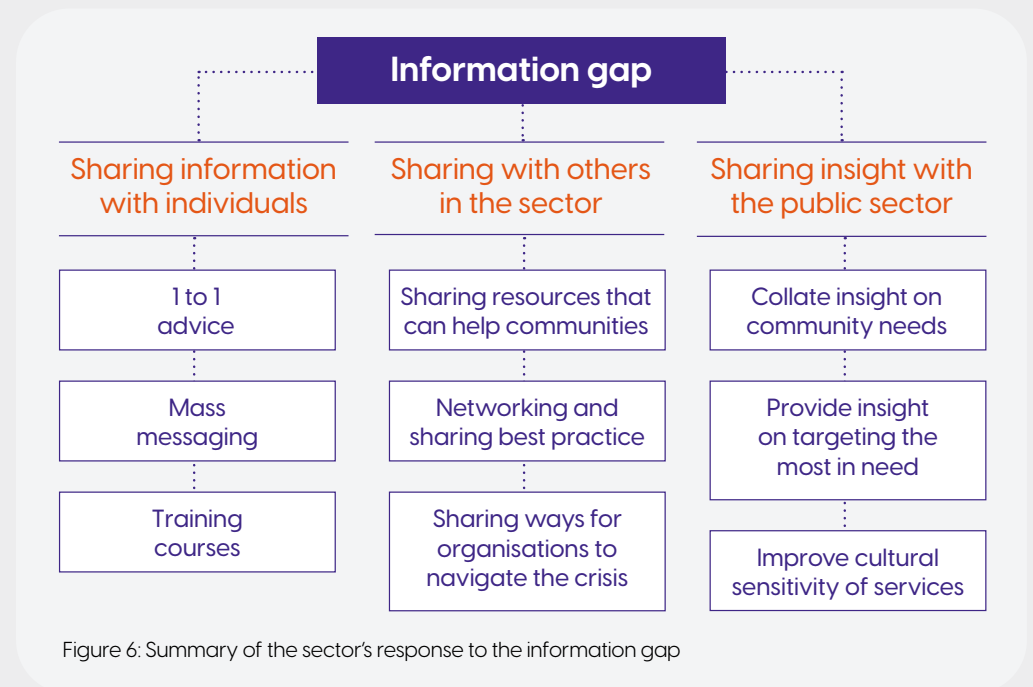 Information gap
Sharing information
with individuals
1 to 1
advice
Mass
messaging
Training
courses
Sharing with others
in the sector
Sharing resources that
can help communities
Networking and
sharing best practice
Sharing ways for
organisations to
navigate the crisis
Sharing insight with
the public sector
Collate insight on
community needs
Provide insight
on targeting the
most in need
Improve cultural
sensitivity of services
Figure 6: Summary of the sector's response to the information gap